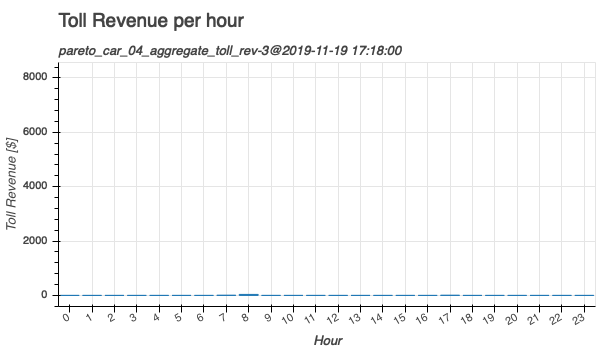 Toll Revenue per hour
pareto_car_04_aggregate_toll_rev-3@2019-11-19 17:18:00
8000
6000
4000
2000
0
Toll Revenue [$]
0 1 2 3 4 5 6 7 8 9 10 11 12 13 14 15 16 17 18 19 20 21 22 23
Hour